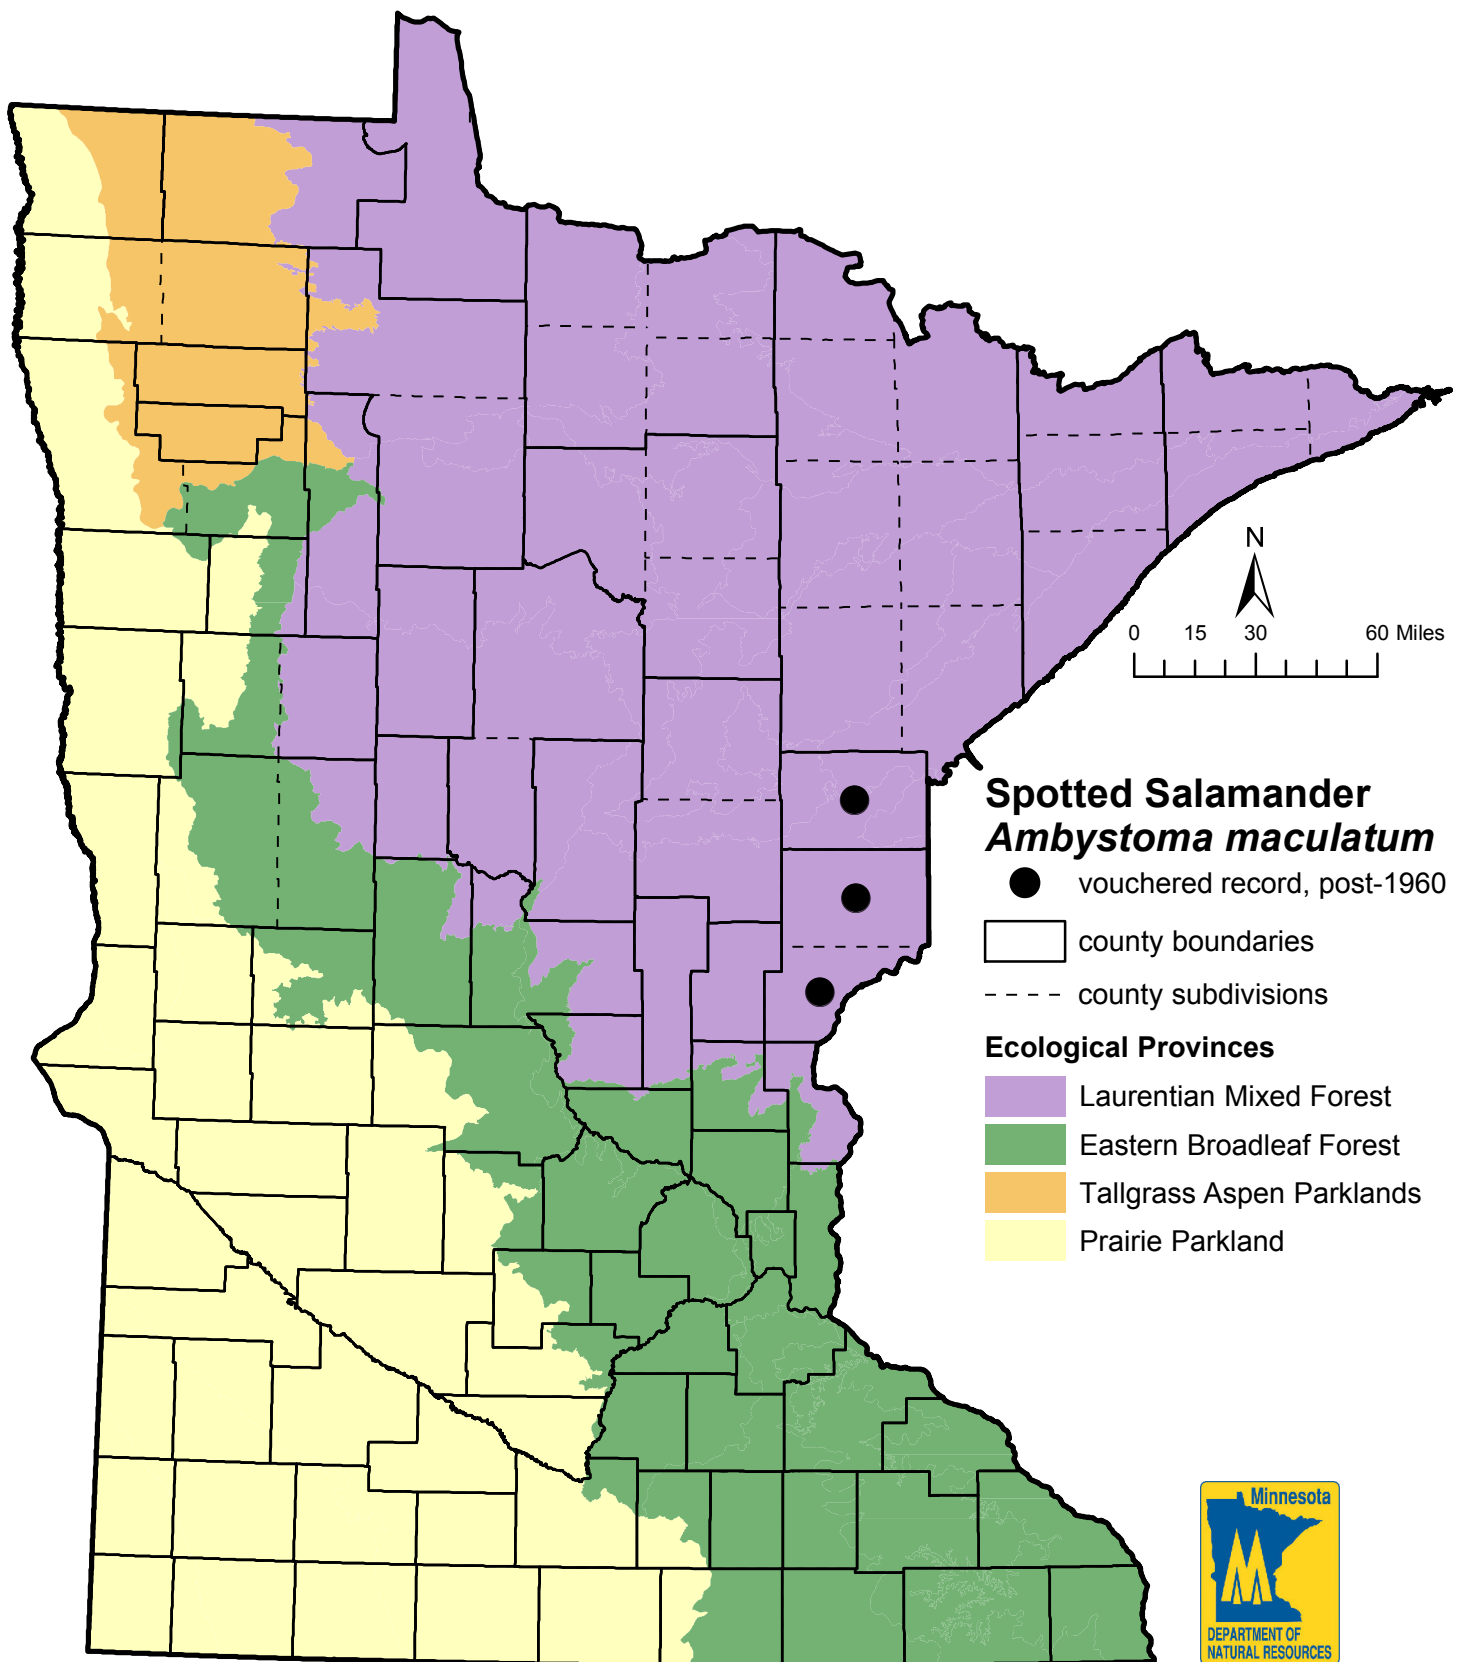 N
0 15 30 60 Miles
Spotted Salamander
Ambystoma maculatum
vouchered record, post-1960
county boundaries
county subdivisions
Ecological Provinces
Laurentian Mixed Forest
Eastern Broadleaf Forest
Tallgrass Aspen Parklands
Prairie Parkland
Minnesota
DEPARTMENT OF
NATURAL RESOURCES